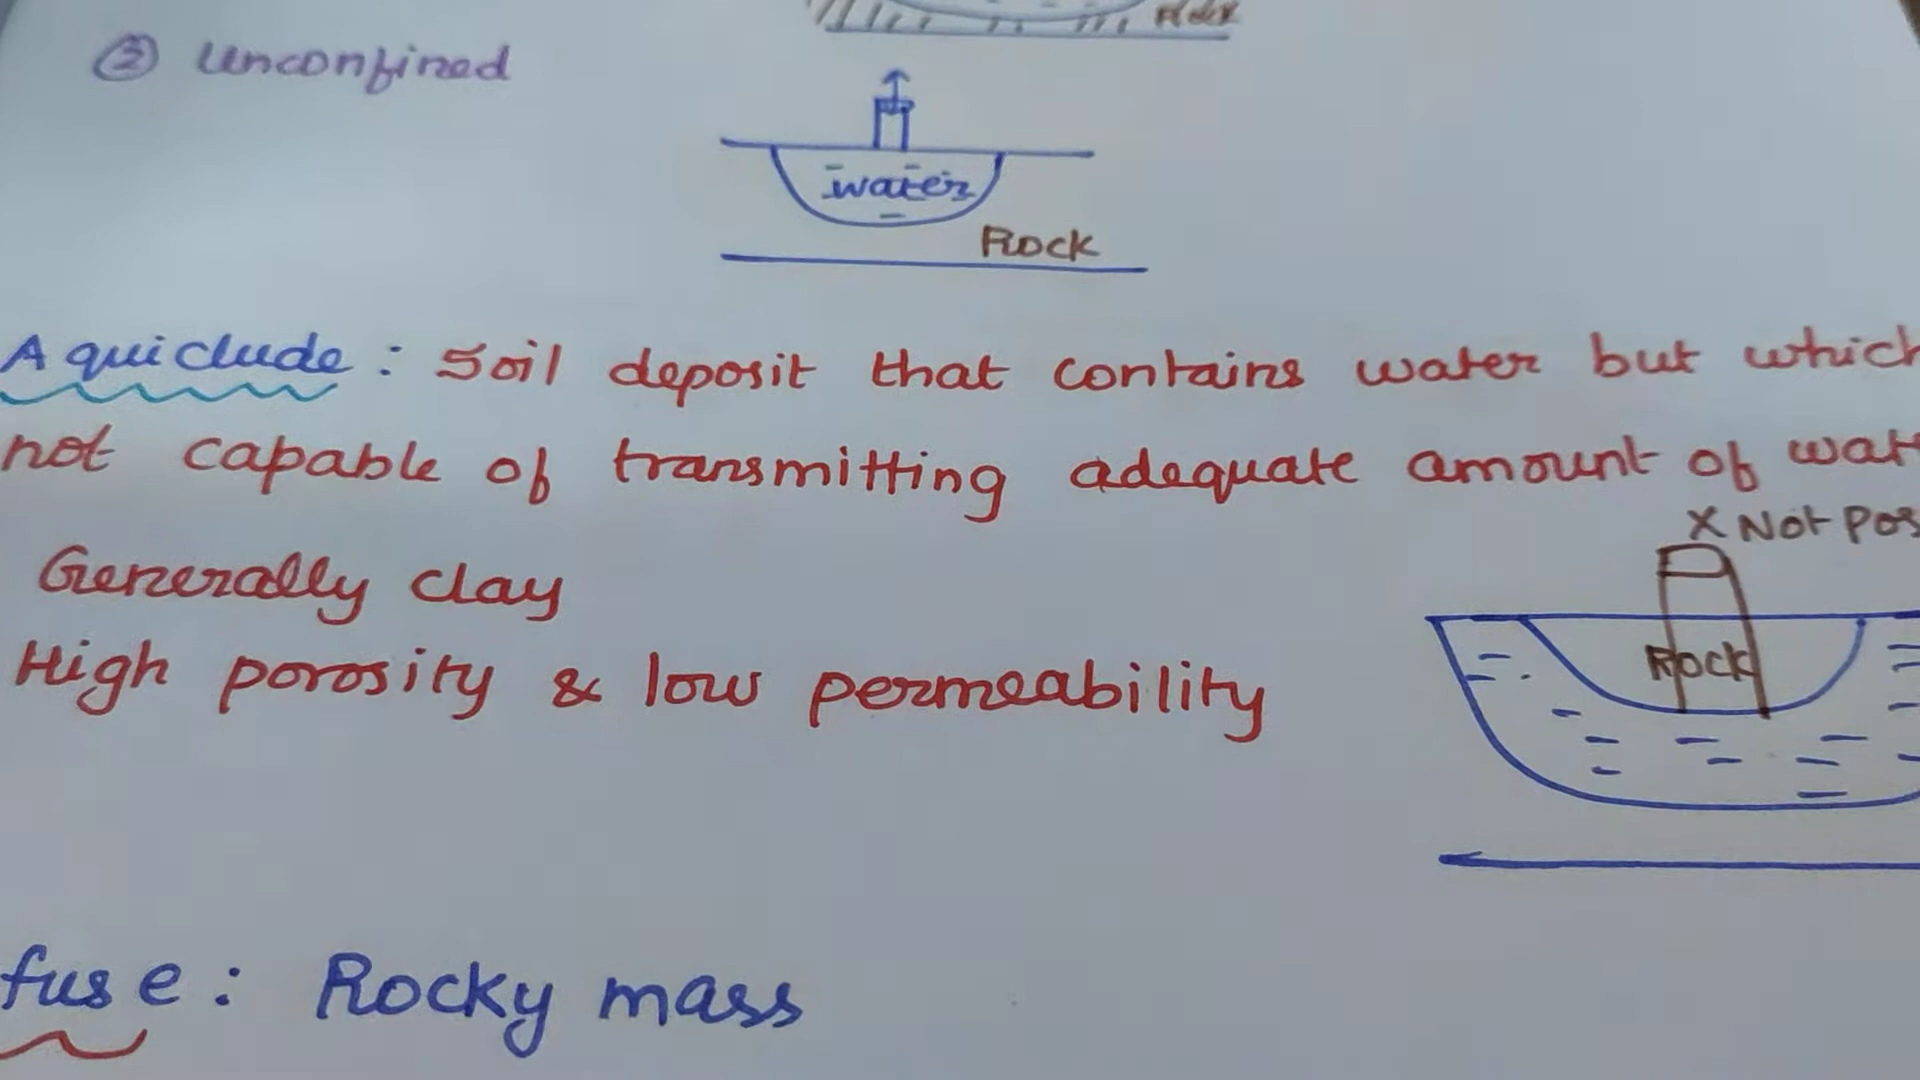 Rock
② Unconfined
water
Rock
Aquiclude : Soil deposit that contains water but which
not capable of transmitting adequate amount of wat
X Not Pos
Generally clay
Rock
High porosity & low permeability
fuse : Rocky mass